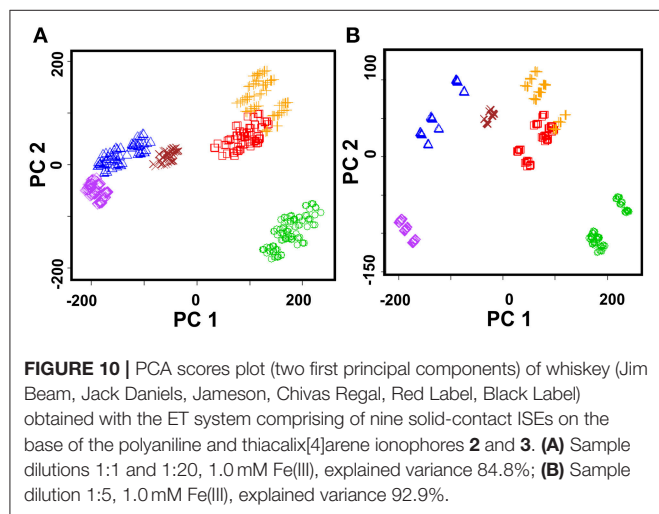 A
B
200
0
-200
PC 2
-200
0
200
PC 1
100
0
-150
PC 2
-200
0
200
PC 1
FIGURE 10 | PCA scores plot (two first principal components) of whiskey (Jim
Beam, Jack Daniels, Jameson, Chivas Regal, Red Label, Black Label)
obtained with the ET system comprising of nine solid-contact ISEs on the
base of the polyaniline and thiacalix[4]arene ionophores 2 and 3. (A) Sample
dilutions 1:1 and 1:20, 1.0 mM Fe(III), explained variance 84.8%; (B) Sample
dilution 1:5, 1.0 mM Fe(III), explained variance 92.9%.